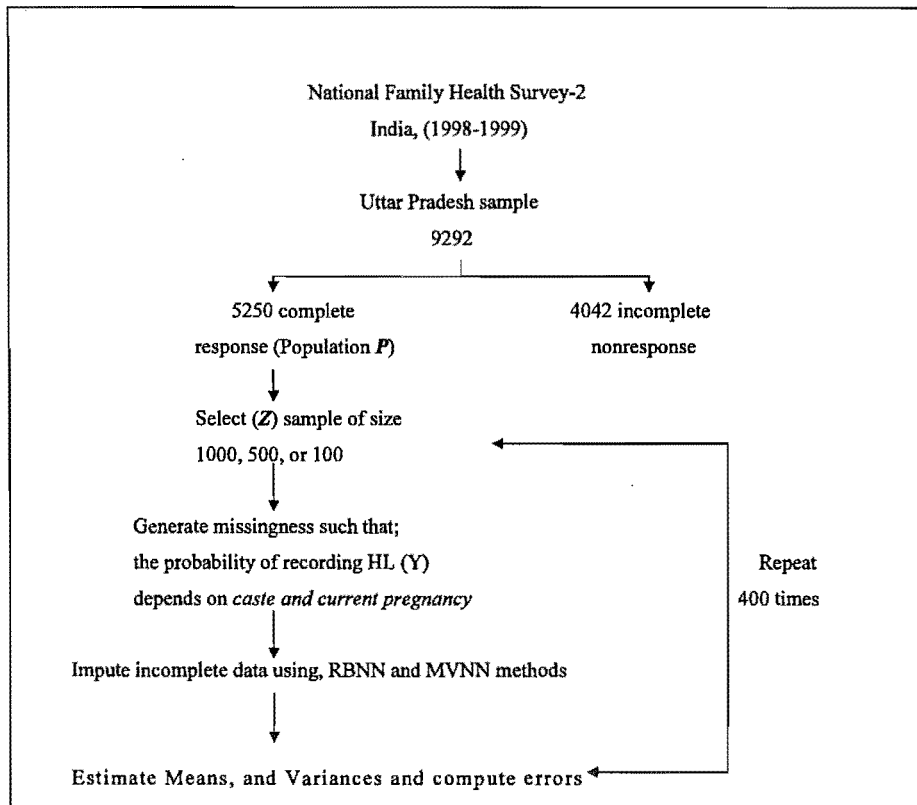 National Family Health Survey-2
India, (1998-1999)
Uttar Pradesh sample
9292
5250 complete
response (Population P)
4042 incomplete
nonresponse
Select (Z) sample of size
1000, 500, or 100
Generate missingness such that;
the probability of recording HL (Y)
depends on caste and current pregnancy
Repeat
400 times
Impute incomplete data using, RBNN and MVNN methods
Estimate Means, and Variances and compute errors